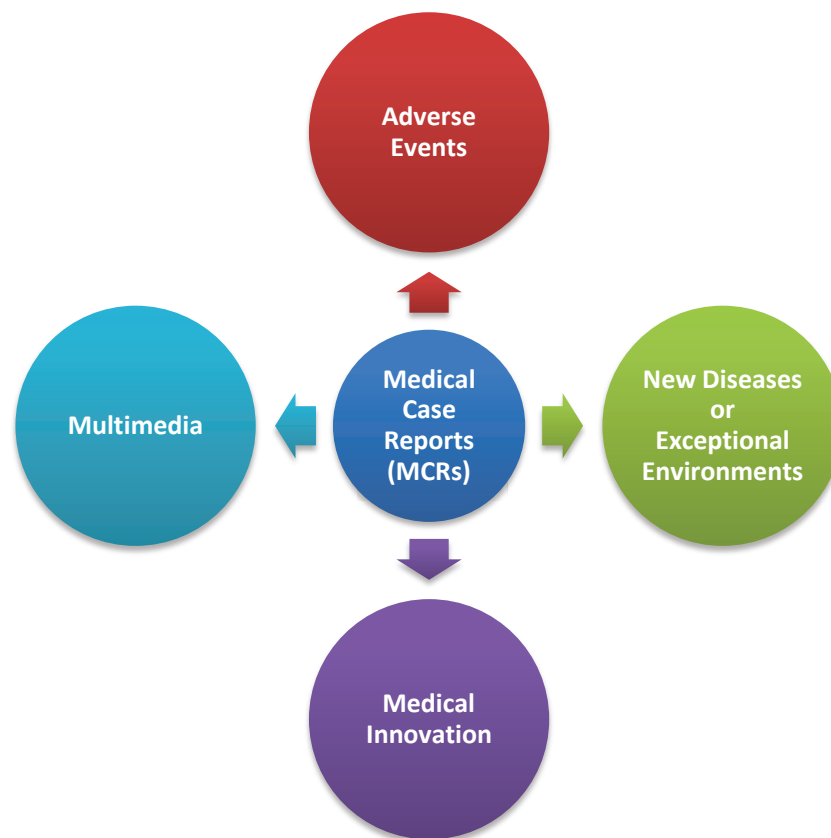 Adverse
Events
Multimedia
Medical
Case
Reports
(MCRs)
New Diseases
or
Exceptional
Environments
Medical
Innovation